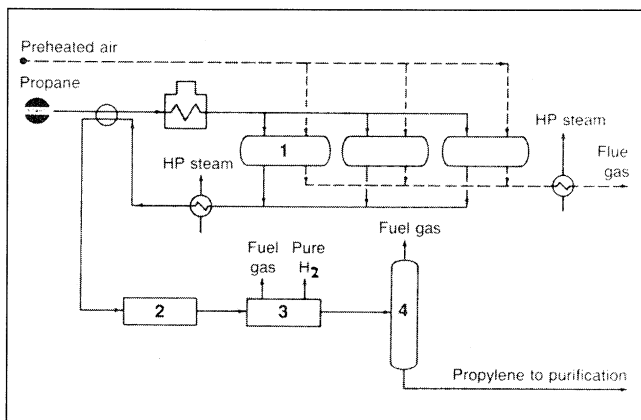 Preheated air
Propane
HP steam
1
HP steam
Flue
gas
Fuel gas
Fuel
gas
Pure
H2
2
3
4
Propylene to purification